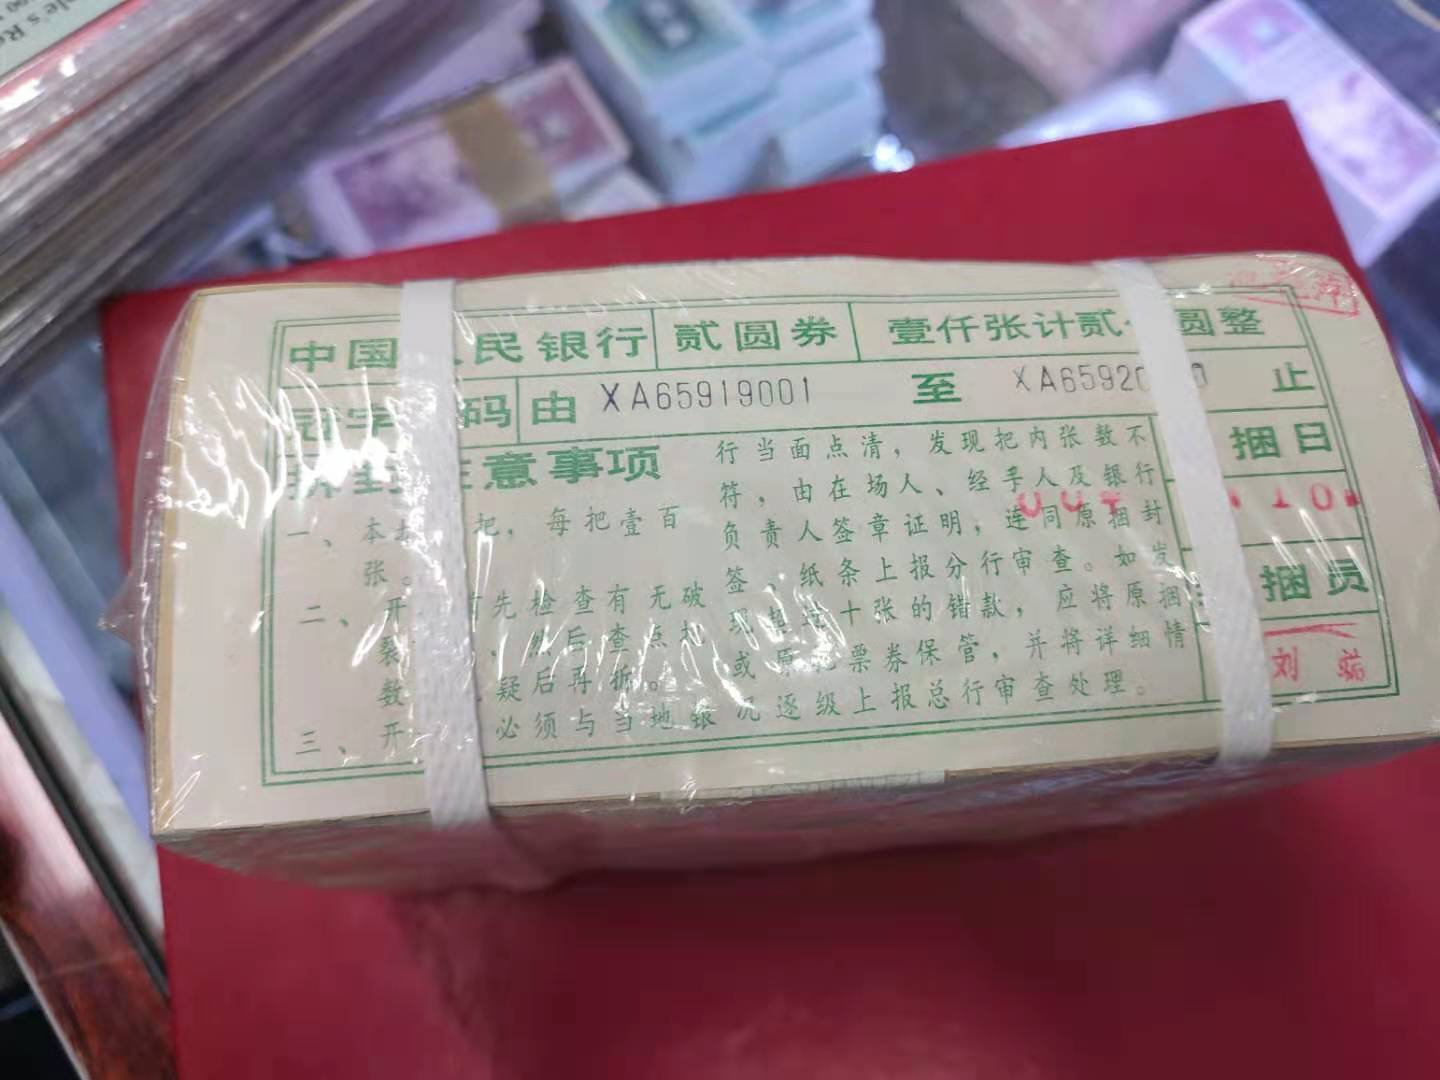 中国 民银行 贰圆券 壹仟张计贰 圆整
码 由 XA65919001 至 XA6592 0 止
意事项
一、本 把，每把壹百
张。
二、开 先检查有无破
裂 后查点把
数 疑后再拆。
三、开 必须与当地银
行当面点清，发现把内张数不
符，由在场人、经手人及银行
负责人签章证明，连同原捆封
签、纸条上报分行审查。如发
现 十张的错款，应将原捆
或原 票券保管，并将详细情
况逐级上报总行审查处理。
捆日
捆员
刘
ple's Re